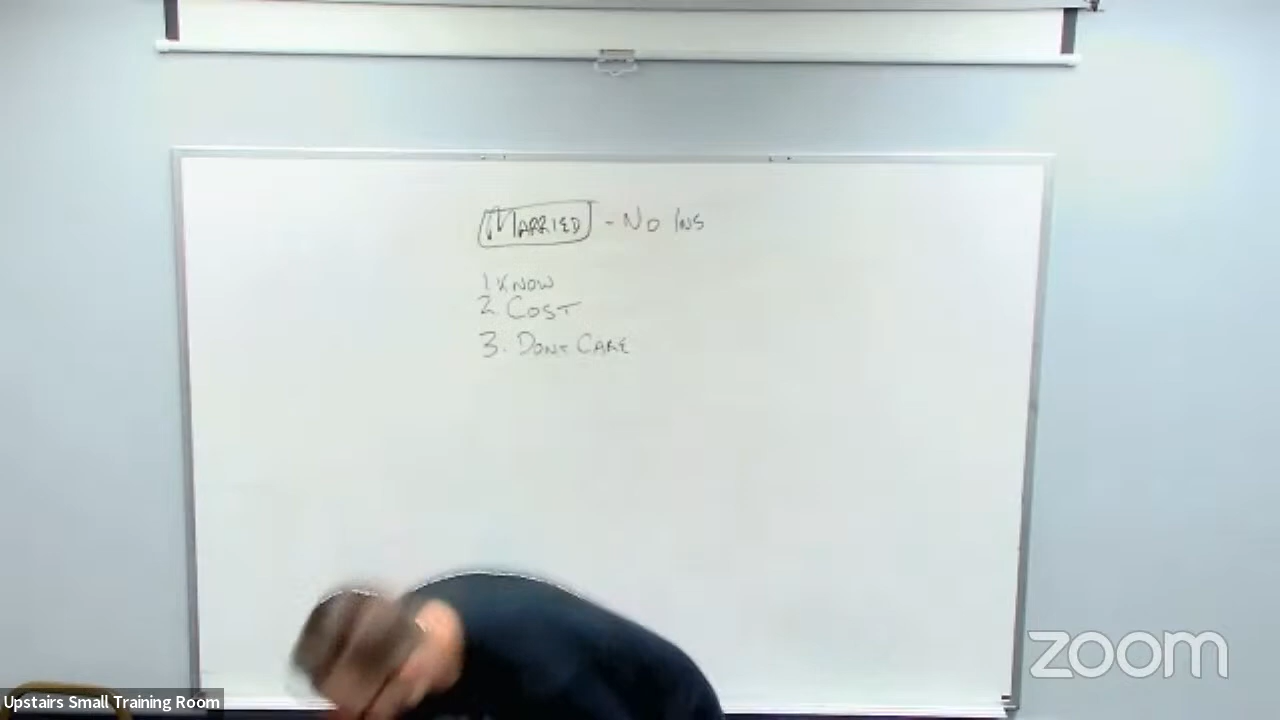 MARRIED - NO INS
1 KNOW
2. COST
3. DONT CARE
zoom
Upstairs Small Training Room